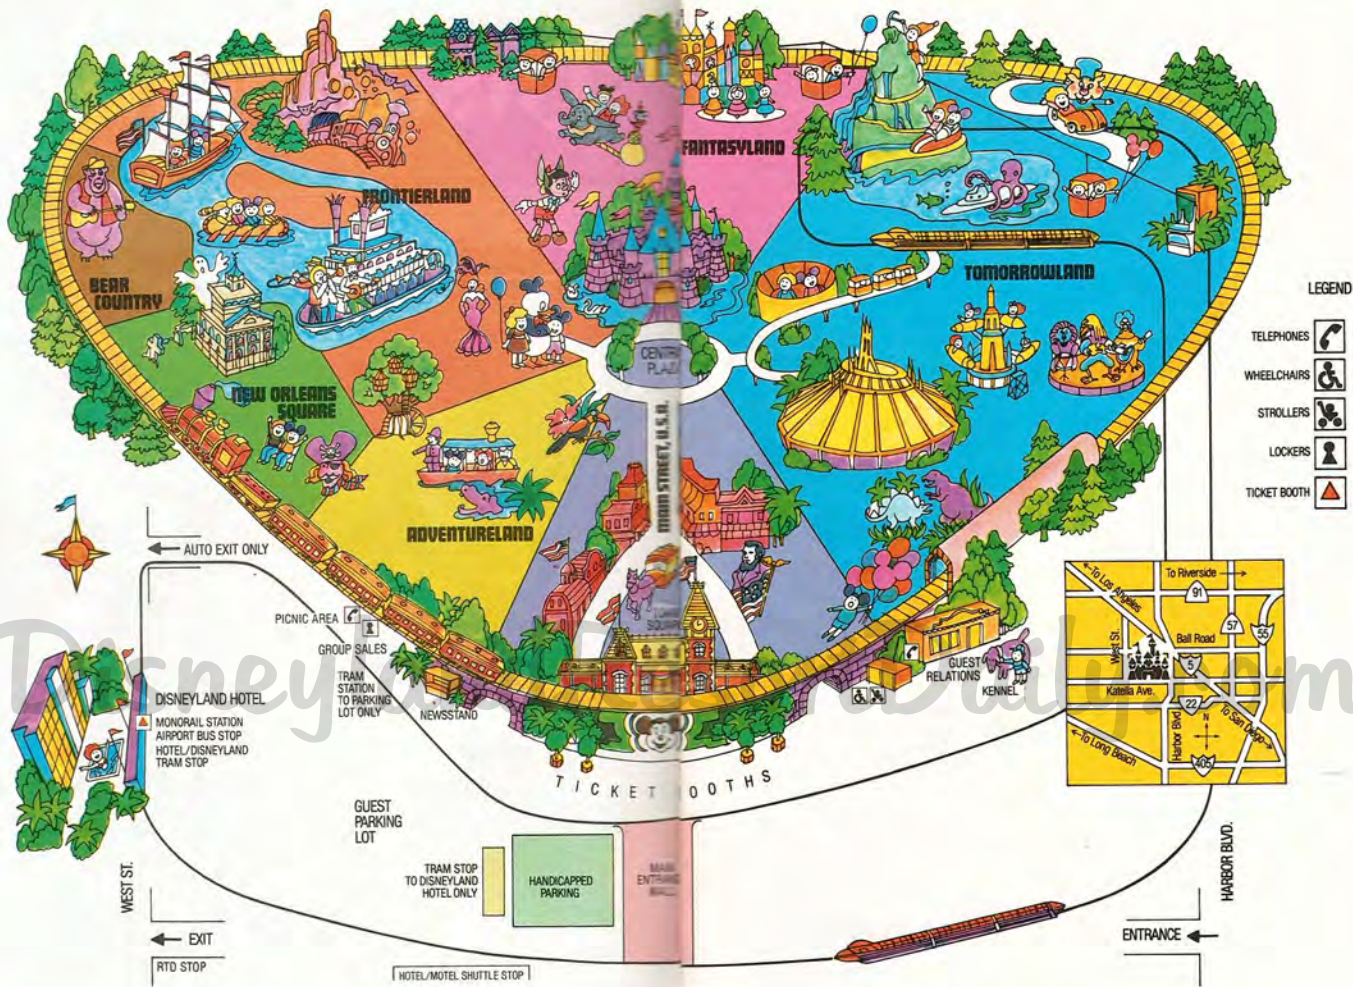 FANTASYLAND
FRONTIERLAND
TOMORROWLAND
BEAR
COUNTRY
LEGEND
TELEPHONES
WHEELCHAIRS
STROLLERS
LOCKERS
TICKET BOOTH
CENTRAL
PLAZA
NEW ORLEANS
SQUARE
MAIN STREET, U.S.A.
ADVENTURELAND
AUTO EXIT ONLY
PICNIC AREA
GROUP SALES
TRAM
STATION
TO PARKING
LOT ONLY
NEWSSTAND
GUEST
RELATIONS
KENNEL
DISNEYLAND HOTEL
MONORAIL STATION
AIRPORT BUS STOP
HOTEL/DISNEYLAND
TRAM STOP
TICKET BOOTHS
To Los Angeles
To Riverside
91
57
55
West St.
Ball Road
5
Katella Ave.
22
Harbor Blvd
N
To San Diego
To Long Beach
405
GUEST
PARKING
LOT
TRAM STOP
TO DISNEYLAND
HOTEL ONLY
HANDICAPPED
PARKING
MAIN
ENTRANCE
WEST ST.
HARBOR BLVD.
EXIT
RTD STOP
HOTEL/MOTEL SHUTTLE STOP
ENTRANCE